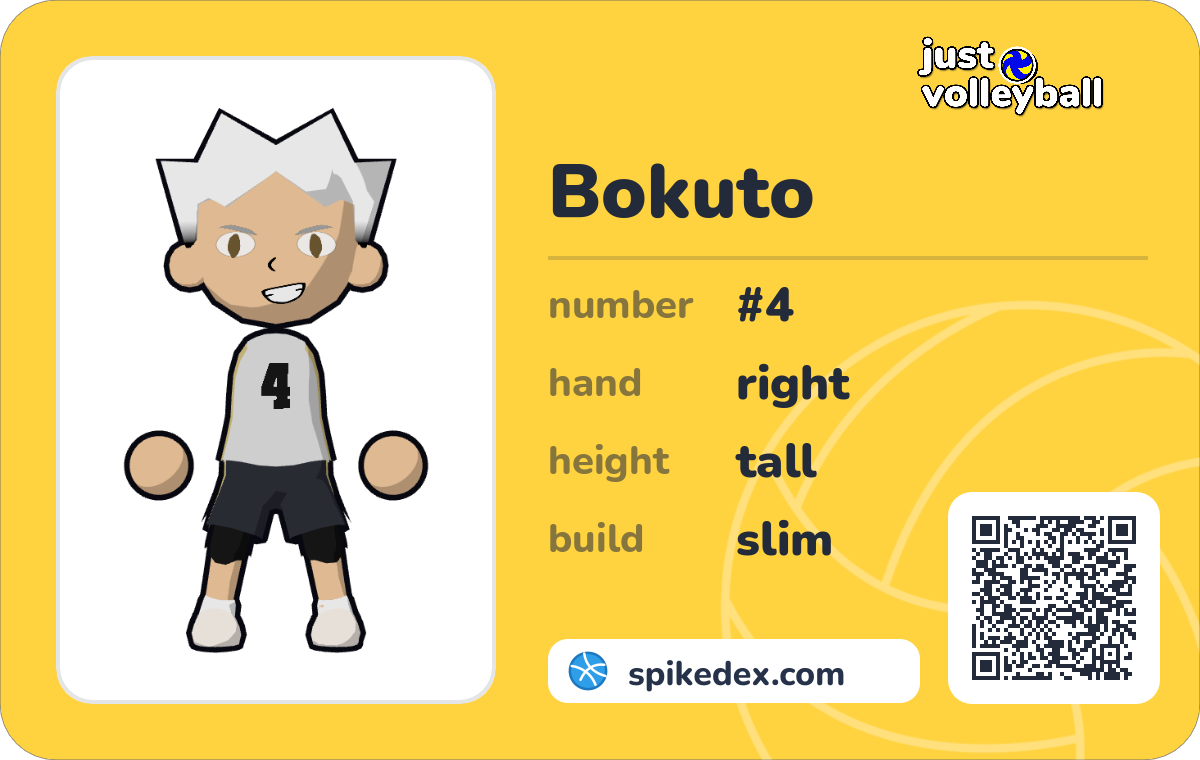 just
volleyball
Bokuto
number #4
hand right
height tall
build slim
4
spikedex.com